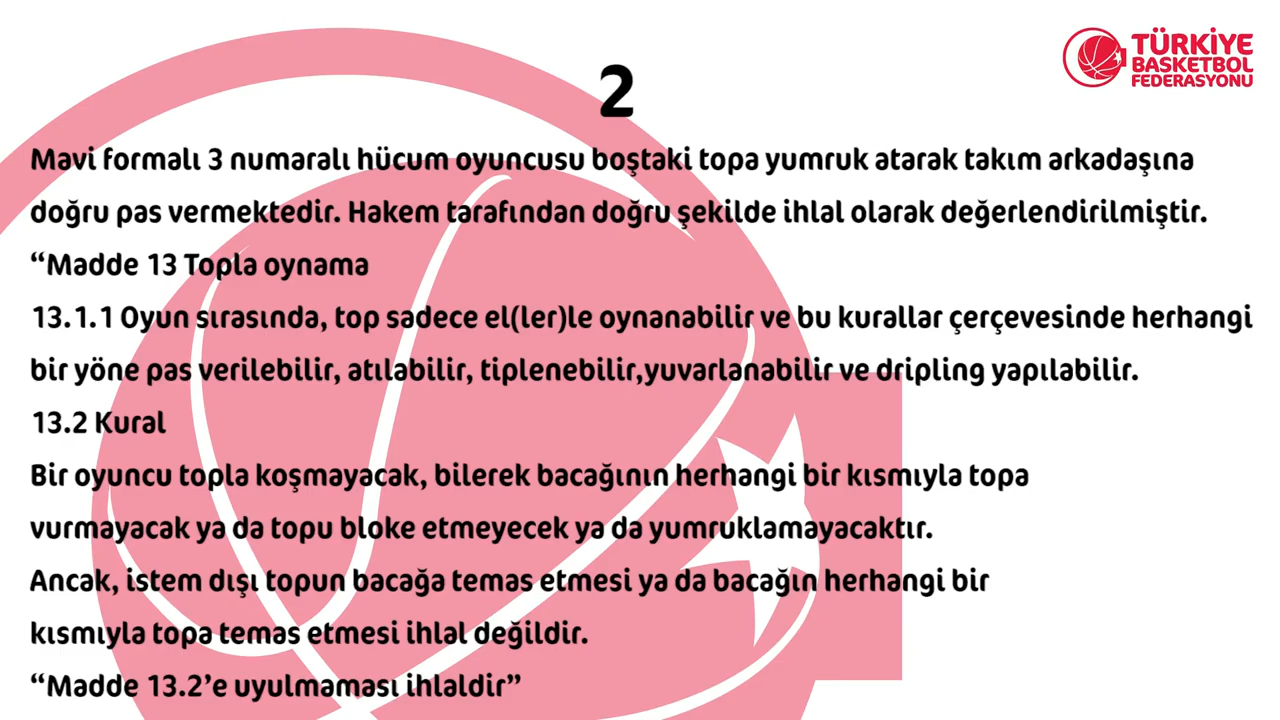 TÜRKİYE
BASKETBOL
FEDERASYONU
2
Mavi formalı 3 numaralı hücum oyuncusu boştaki topa yumruk atarak takım arkadaşına
doğru pas vermektedir. Hakem tarafından doğru şekilde ihlal olarak değerlendirilmiştir.
“Madde 13 Topla oynama
13.1.1 Oyun sırasında, top sadece el(ler)le oynanabilir ve bu kurallar çerçevesinde herhangi
bir yöne pas verilebilir, atılabilir, tiplenebilir,yuvarlanabilir ve dripling yapılabilir.
13.2 Kural
Bir oyuncu topla koşmayacak, bilerek bacağının herhangi bir kısmıyla topa
vurmayacak ya da topu bloke etmeyecek ya da yumruklamayacaktır.
Ancak, istem dışı topun bacağa temas etmesi ya da bacağın herhangi bir
kısmıyla topa temas etmesi ihlal değildir.
“Madde 13.2’e uyulmaması ihlaldir”